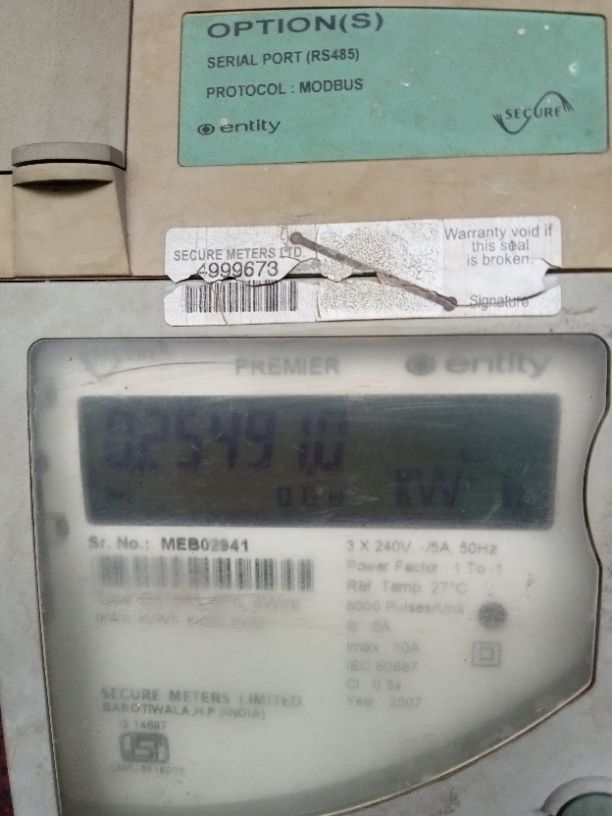 OPTION(S)
SERIAL PORT (RS485)
PROTOCOL : MODBUS
entity
SECURE
SECURE METERS LTD.
4999673
Warranty void if
this seal
is broken
Signature
PREMIER
entity
025491.0
Sr. No.: MEB02941
3 X 240V, -/5A, 50Hz
Power Factor 1 To -1
Ref Temp 27°C
6000 Pulses/Unit
Ib 5A
Imax 10A
IEC 60687
Cl 0.5s
Year 2007
SECURE METERS LIMITED
BAROTIWALA, H.P. (INDIA)
IS 14697